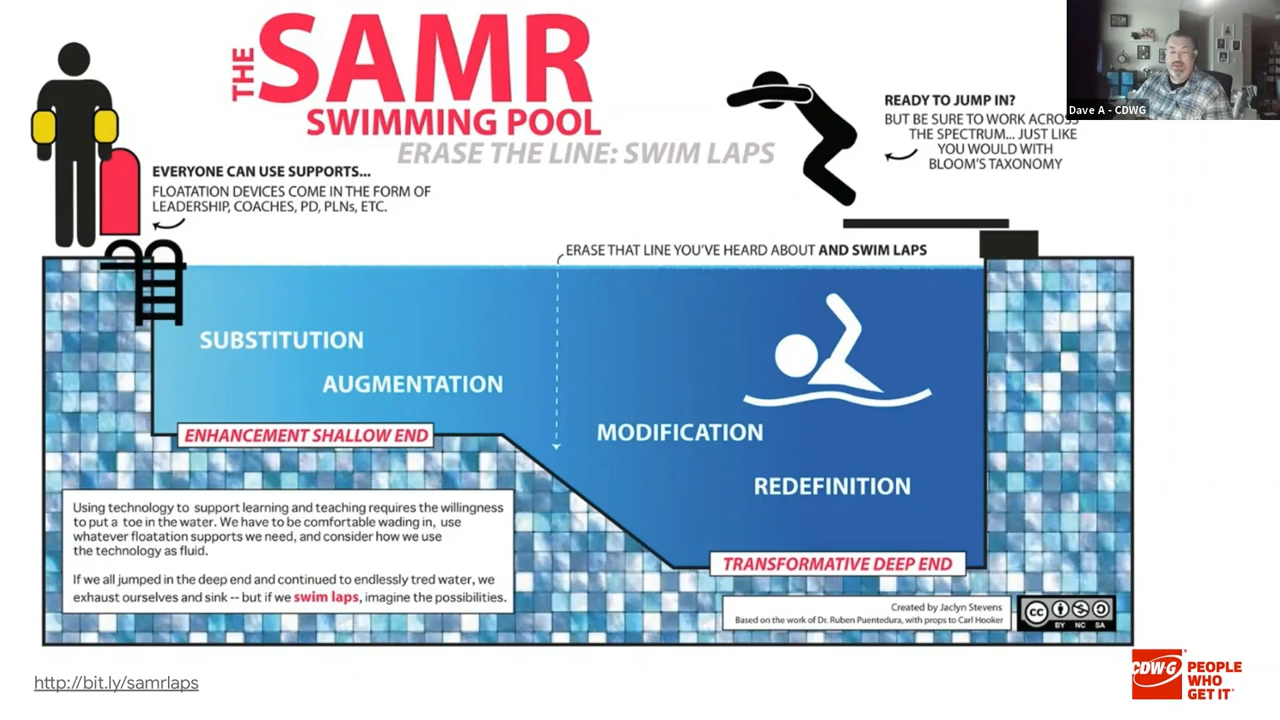 THE SAMR
SWIMMING POOL
ERASE THE LINE: SWIM LAPS
EVERYONE CAN USE SUPPORTS...
FLOATATION DEVICES COME IN THE FORM OF
LEADERSHIP, COACHES, PD, PLNs, ETC.
READY TO JUMP IN?
BUT BE SURE TO WORK ACROSS
THE SPECTRUM... JUST LIKE
YOU WOULD WITH
BLOOM'S TAXONOMY
Dave A - CDWG
ERASE THAT LINE YOU'VE HEARD ABOUT AND SWIM LAPS
SUBSTITUTION
AUGMENTATION
MODIFICATION
REDEFINITION
ENHANCEMENT SHALLOW END
TRANSFORMATIVE DEEP END
Using technology to support learning and teaching requires the willingness
to put a toe in the water. We have to be comfortable wading in, use
whatever floatation supports we need, and consider how we use
the technology as fluid.
If we all jumped in the deep end and continued to endlessly tred water, we
exhaust ourselves and sink -- but if we swim laps, imagine the possibilities.
Created by Jaclyn Stevens
Based on the work of Dr. Ruben Puentedura, with props to Carl Hooker
cc
BY NC SA
http://bit.ly/samrlaps
CDW·G
PEOPLE
WHO
GET IT